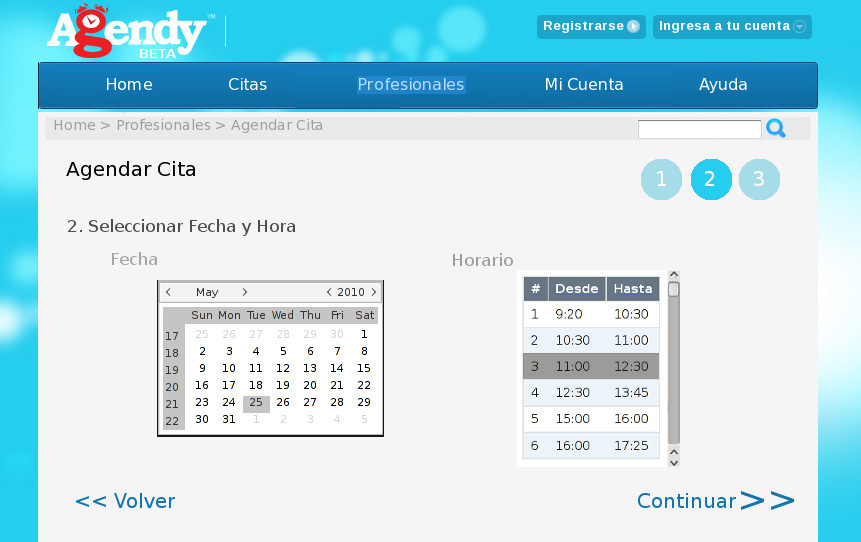 Agendy™
BETA
Registrarse
Ingresa a tu cuenta
Home Citas Profesionales Mi Cuenta Ayuda
Home > Profesionales > Agendar Cita
Agendar Cita
1 2 3
2. Seleccionar Fecha y Hora
Fecha
< May > < 2010 >
Sun Mon Tue Wed Thu Fri Sat
17 25 26 27 28 29 30 1
18 2 3 4 5 6 7 8
19 9 10 11 12 13 14 15
20 16 17 18 19 20 21 22
21 23 24 25 26 27 28 29
22 30 31 1 2 3 4 5
Horario
# Desde Hasta
1 9:20 10:30
2 10:30 11:00
3 11:00 12:30
4 12:30 13:45
5 15:00 16:00
6 16:00 17:25
<< Volver
Continuar >>